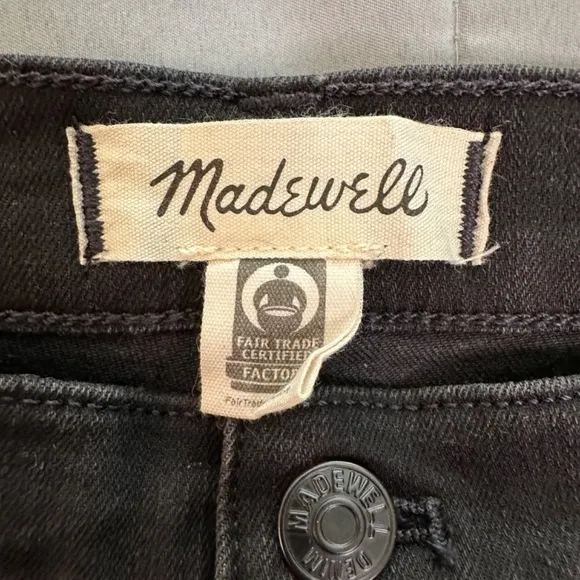 Madewell
FAIR TRADE
CERTIFIED
FACTORY
MADEWELL
DENIM